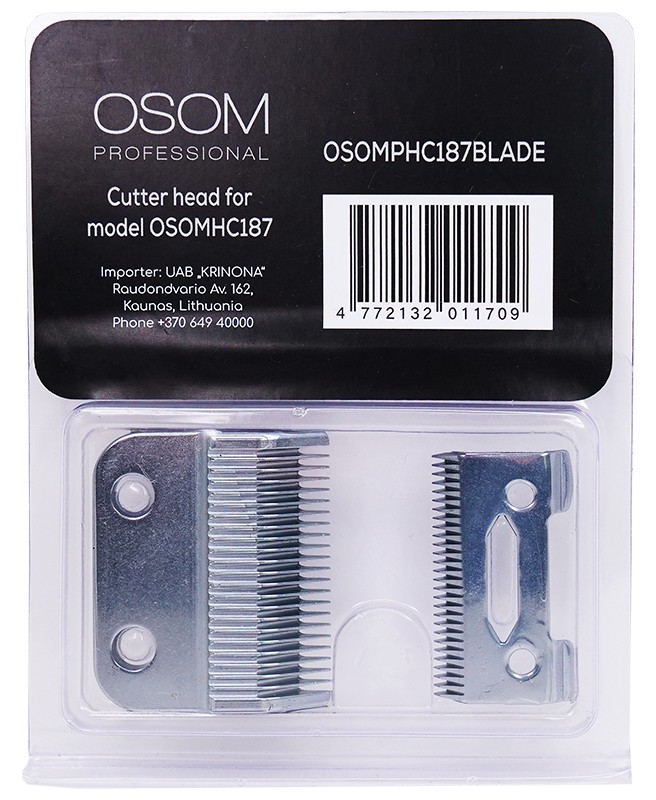 OSOM
PROFESSIONAL
Cutter head for
model OSOMHC187
Importer: UAB „KRINONA“
Raudondvario Av. 162,
Kaunas, Lithuania
Phone +370 649 40000
OSOMPHC187BLADE
4 772132 011709